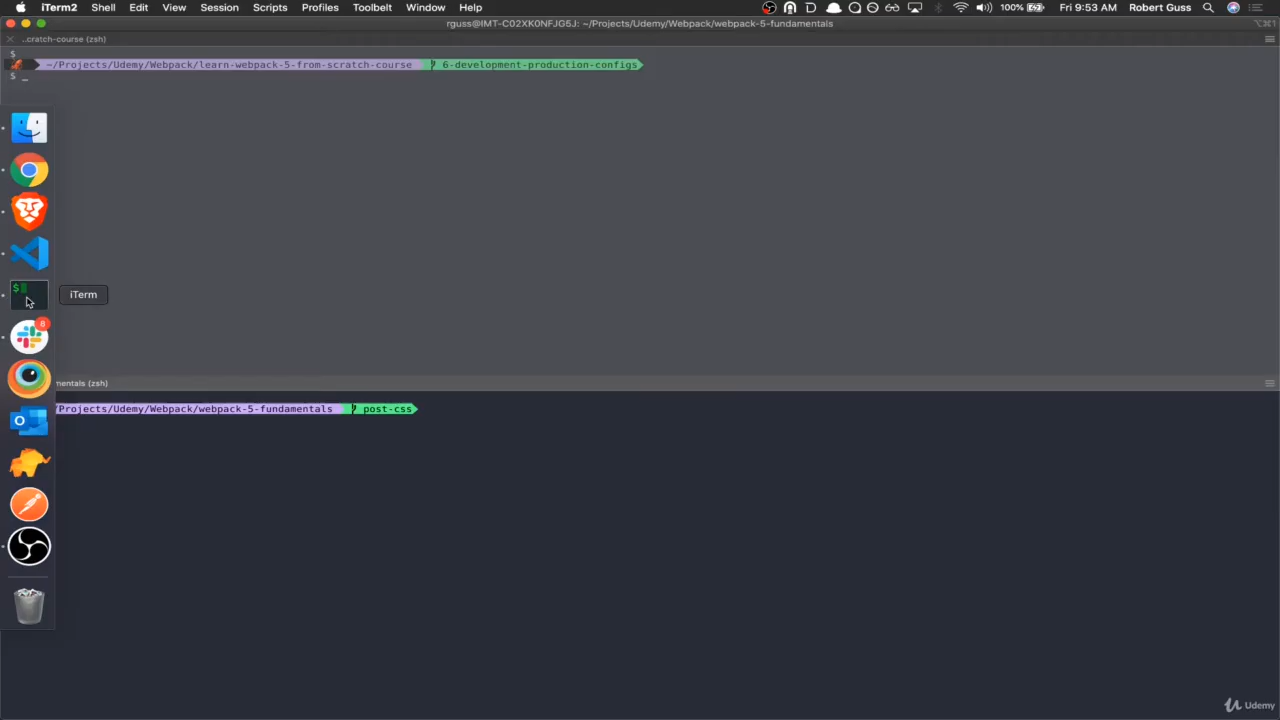 iTerm2 Shell Edit View Session Scripts Profiles Toolbelt Window Help 100% Fri 9:53 AM Robert Guss
rguss@IMT-C02XK0NFJG5J: ~/Projects/Udemy/Webpack/webpack-5-fundamentals
⌥⌘1
..cratch-course (zsh)
$
~/Projects/Udemy/Webpack/learn-webpack-5-from-scratch-course 6-development-production-configs
$ _
$
iTerm
8
mentals (zsh)
/Projects/Udemy/Webpack/webpack-5-fundamentals post-css
Udemy